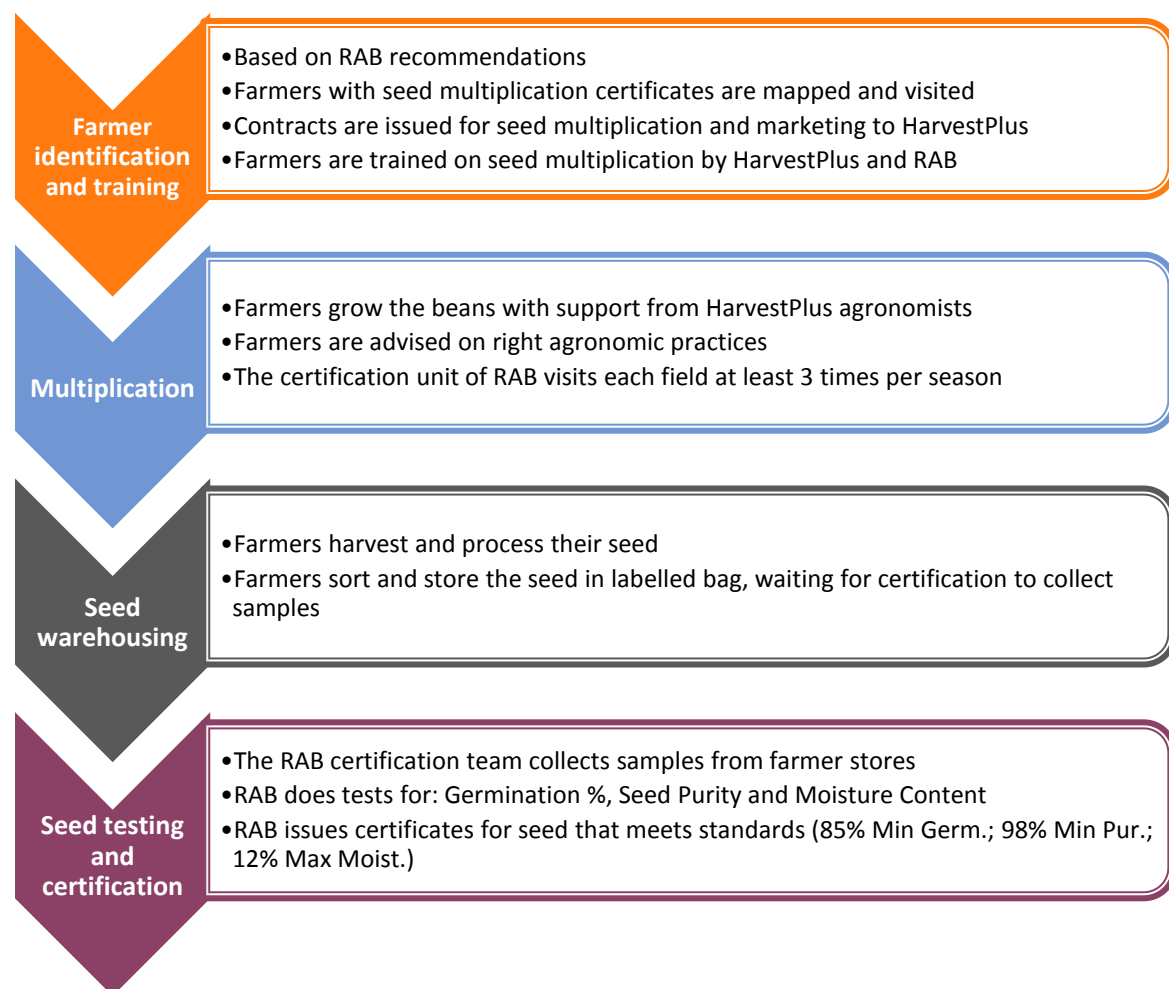 Farmer
identification
and training
•Based on RAB recommendations
•Farmers with seed multiplication certificates are mapped and visited
•Contracts are issued for seed multiplication and marketing to HarvestPlus
•Farmers are trained on seed multiplication by HarvestPlus and RAB
Multiplication
•Farmers grow the beans with support from HarvestPlus agronomists
•Farmers are advised on right agronomic practices
•The certification unit of RAB visits each field at least 3 times per season
Seed
warehousing
•Farmers harvest and process their seed
•Farmers sort and store the seed in labelled bag, waiting for certification to collect
samples
Seed testing
and
certification
•The RAB certification team collects samples from farmer stores
•RAB does tests for: Germination %, Seed Purity and Moisture Content
•RAB issues certificates for seed that meets standards (85% Min Germ.; 98% Min Pur.;
12% Max Moist.)